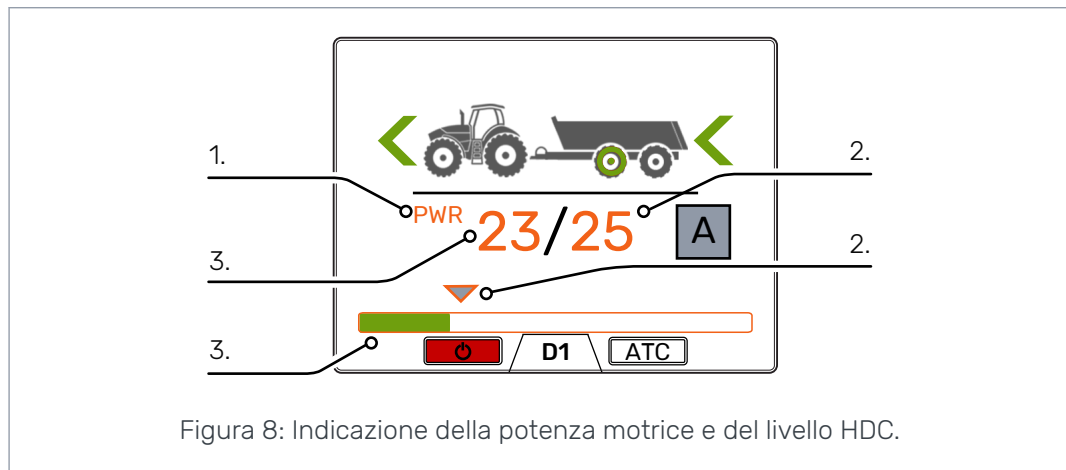 1.
2.
PWR 23/25 A
3.
2.
3.
D1 ATC
Figura 8: Indicazione della potenza motrice e del livello HDC.